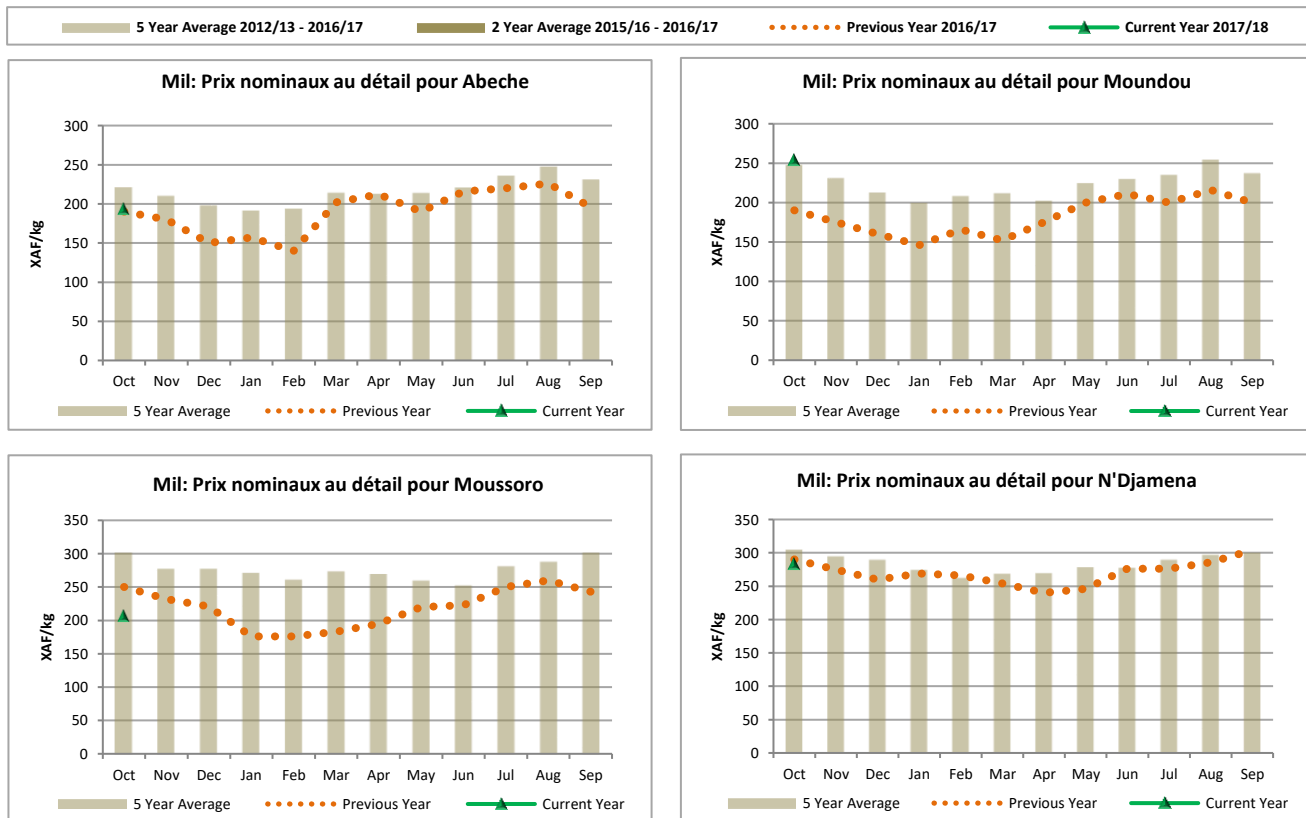 5 Year Average 2012/13 - 2016/17 2 Year Average 2015/16 - 2016/17 Previous Year 2016/17 Current Year 2017/18
Mil: Prix nominaux au détail pour Abeche
XAF/kg
300
250
200
150
100
50
0
Oct Nov Dec Jan Feb Mar Apr May Jun Jul Aug Sep
5 Year Average Previous Year Current Year
Mil: Prix nominaux au détail pour Moundou
XAF/kg
300
250
200
150
100
50
0
Oct Nov Dec Jan Feb Mar Apr May Jun Jul Aug Sep
5 Year Average Previous Year Current Year
Mil: Prix nominaux au détail pour Moussoro
XAF/kg
350
300
250
200
150
100
50
0
Oct Nov Dec Jan Feb Mar Apr May Jun Jul Aug Sep
5 Year Average Previous Year Current Year
Mil: Prix nominaux au détail pour N'Djamena
XAF/kg
350
300
250
200
150
100
50
0
Oct Nov Dec Jan Feb Mar Apr May Jun Jul Aug Sep
5 Year Average Previous Year Current Year